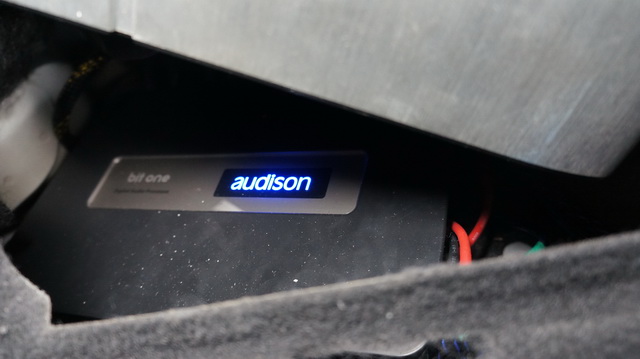 bit one
audison